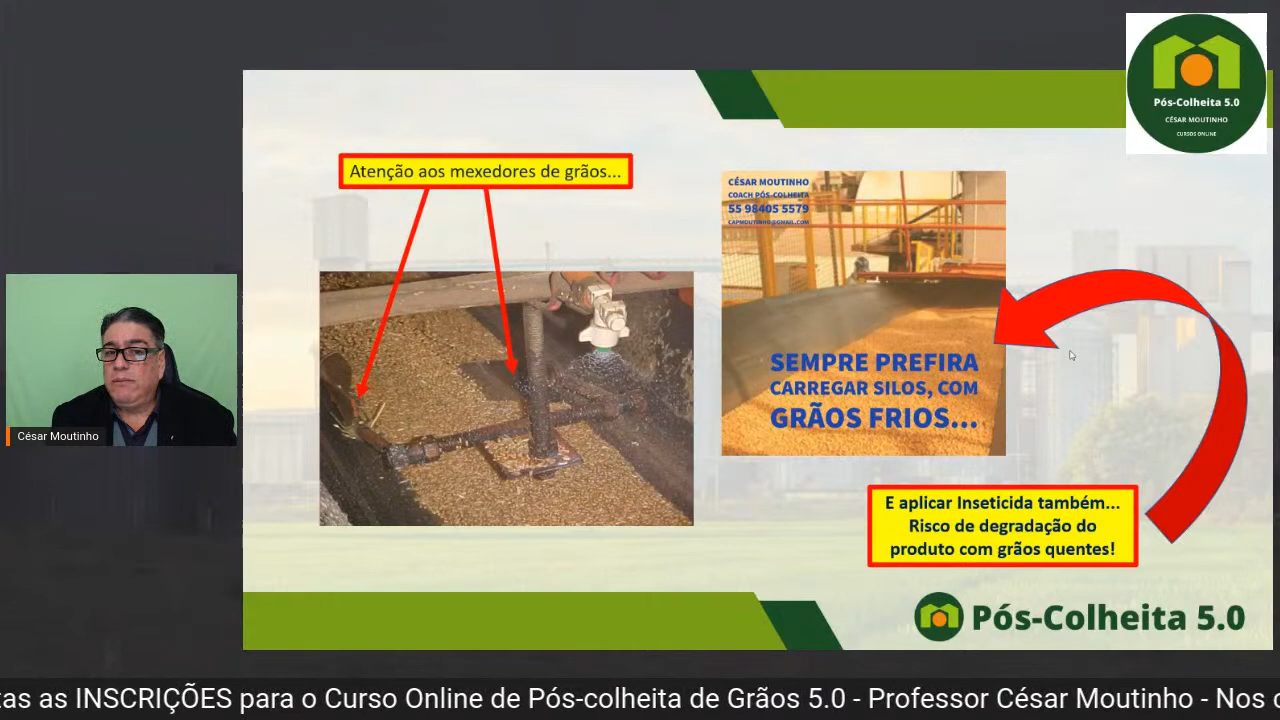 Pós-Colheita 5.0
CÉSAR MOUTINHO
CURSOS ONLINE
Atenção aos mexedores de grãos...
CÉSAR MOUTINHO
COACH PÓS-COLHEITA
55 98405 5579
CAPMOUTINHO@GMAIL.COM
SEMPRE PREFIRA
CARREGAR SILOS, COM
GRÃOS FRIOS...
César Moutinho
E aplicar Inseticida também...
Risco de degradação do
produto com grãos quentes!
Pós-Colheita 5.0
tas as INSCRIÇÕES para o Curso Online de Pós-colheita de Grãos 5.0 - Professor César Moutinho - Nos c